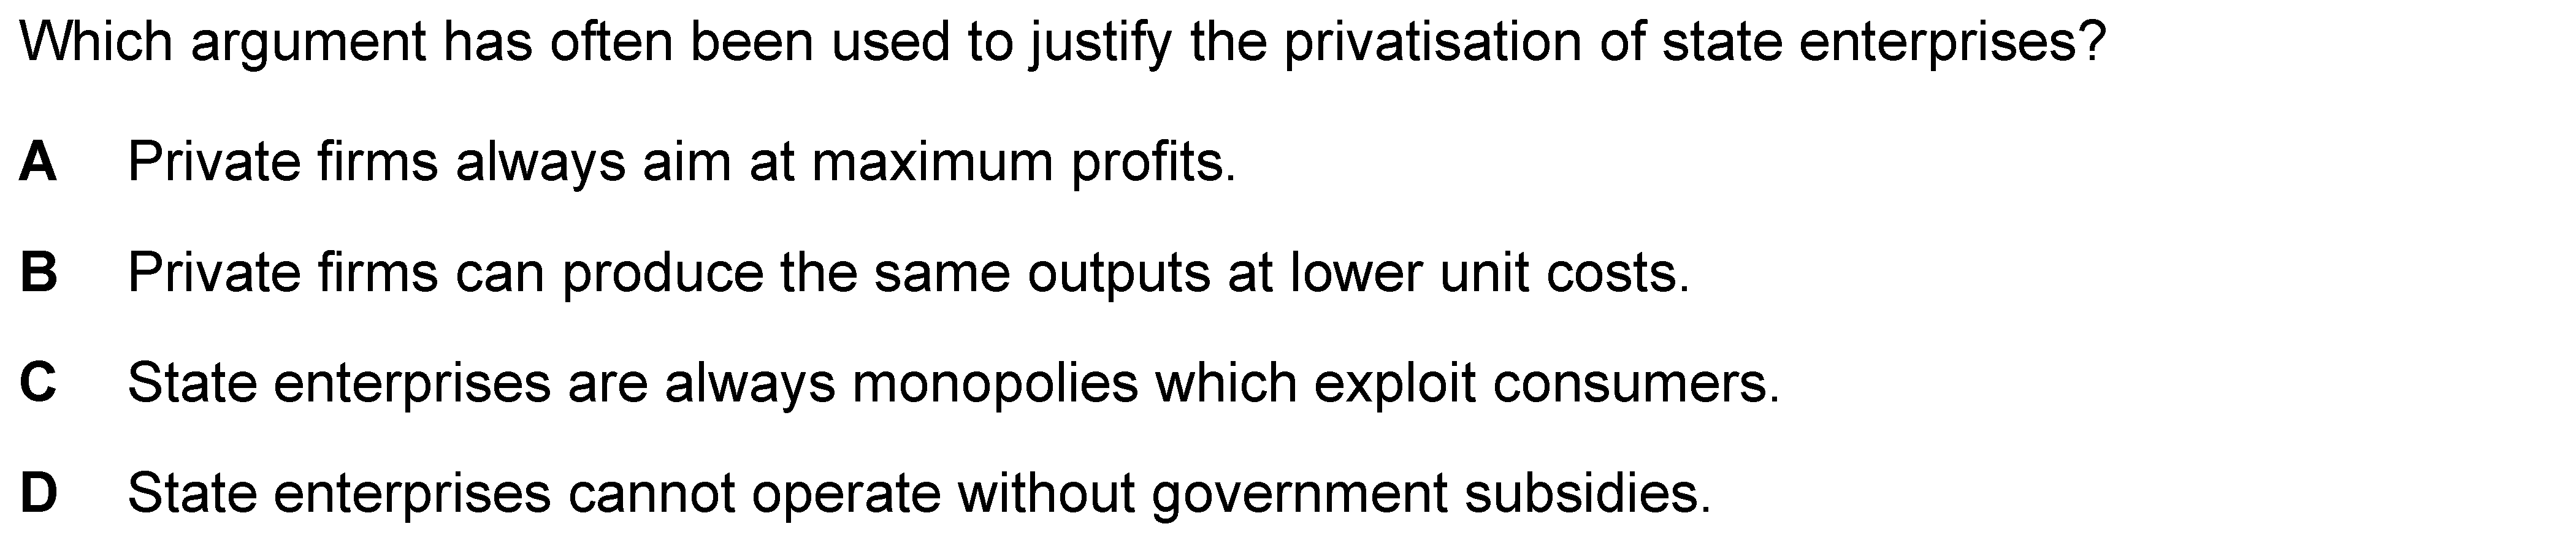 Which argument has often been used to justify the privatisation of state enterprises?
A Private firms always aim at maximum profits.
B Private firms can produce the same outputs at lower unit costs.
C State enterprises are always monopolies which exploit consumers.
D State enterprises cannot operate without government subsidies.